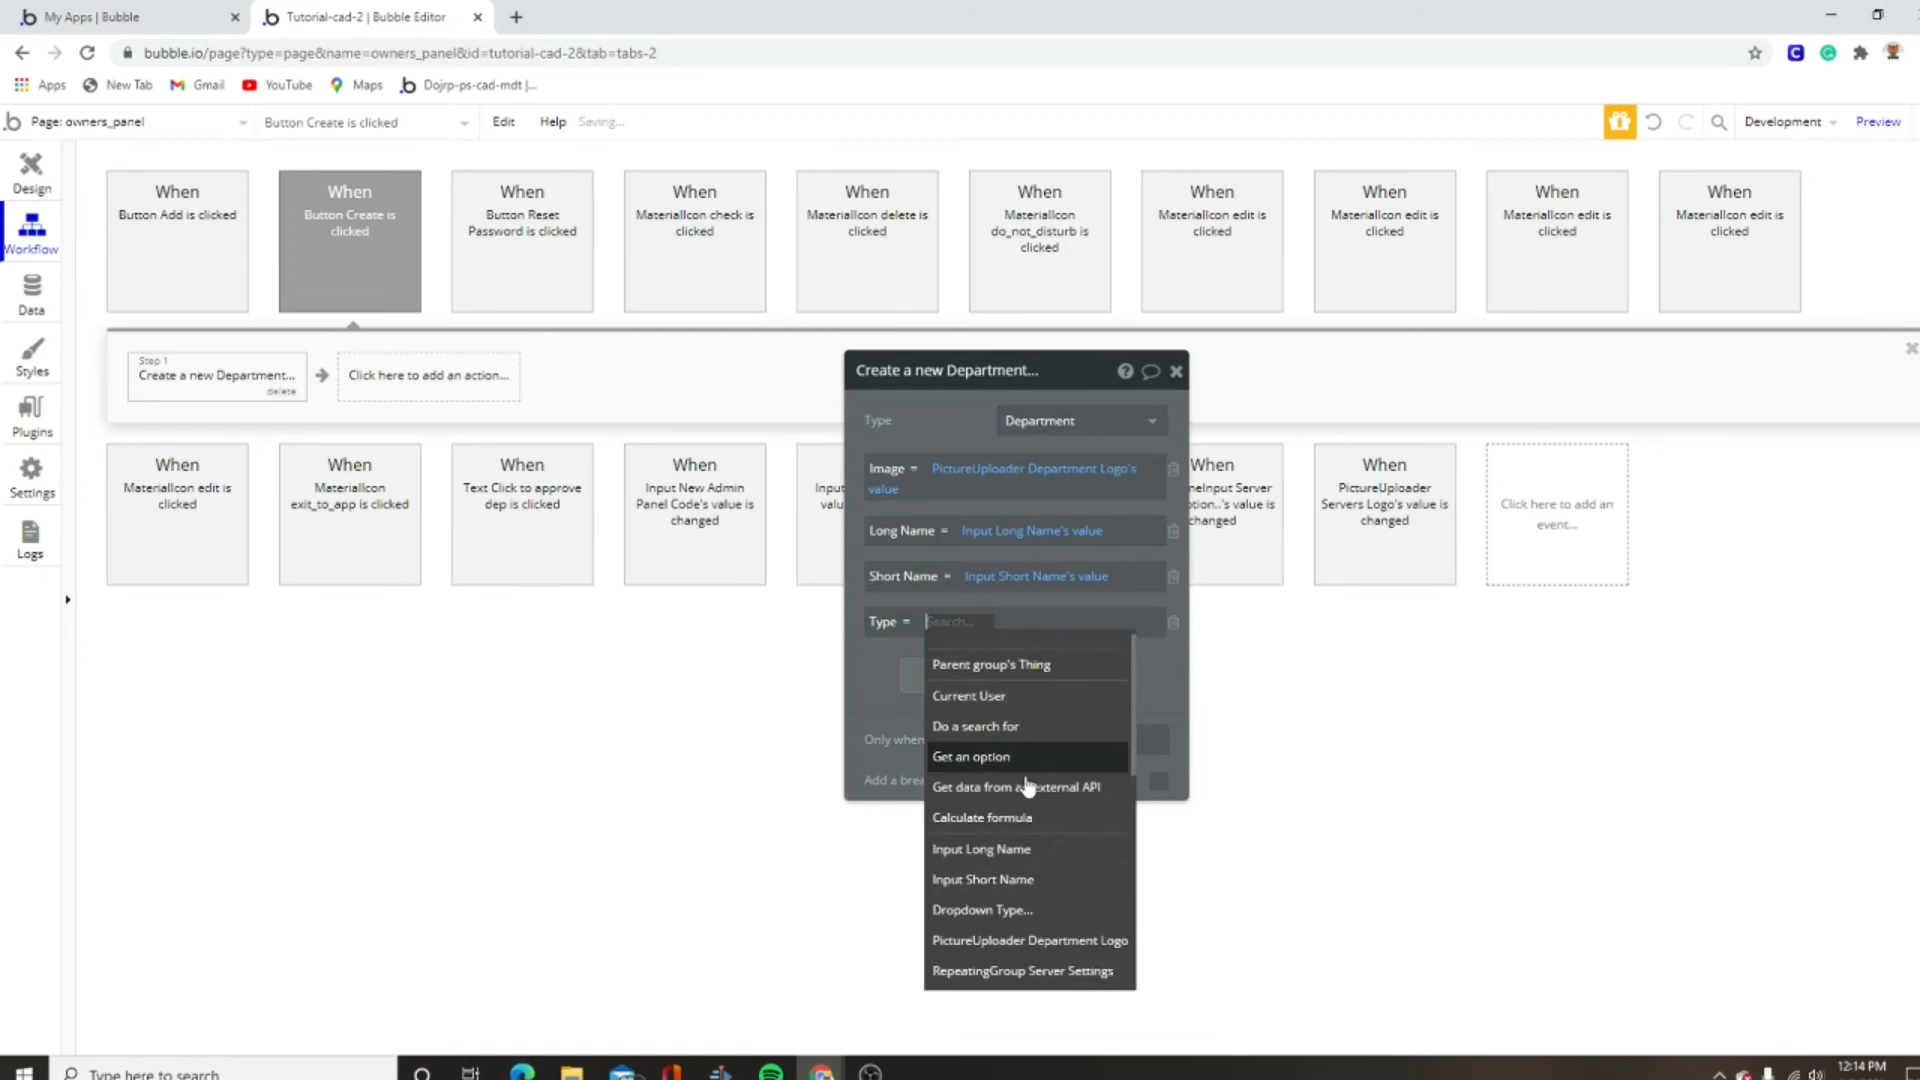 My Apps | Bubble
Tutorial-cad-2 | Bubble Editor
bubble.io/page?type=page&name=owners_panel&id=tutorial-cad-2&tab=tabs-2
Apps
New Tab
Gmail
YouTube
Maps
Dojrp-ps-cad-mdt |...
Page: owners_panel
Button Create is clicked
Edit
Help
Saving...
Development
Preview
Design
Workflow
Data
Styles
Plugins
Settings
Logs
When
Button Add is clicked
When
Button Create is
clicked
When
Button Reset
Password is clicked
When
MaterialIcon check is
clicked
When
MaterialIcon delete is
clicked
When
MaterialIcon
do_not_disturb is
clicked
When
MaterialIcon edit is
clicked
When
MaterialIcon edit is
clicked
When
MaterialIcon edit is
clicked
When
MaterialIcon edit is
clicked
Step 1
Create a new Department...
delete
Click here to add an action...
When
MaterialIcon edit is
clicked
When
MaterialIcon
exit_to_app is clicked
When
Text Click to approve
dep is clicked
When
Input New Admin
Panel Code's value is
changed
Input
valu
When
neInput Server
ption..'s value is
changed
When
PictureUploader
Servers Logo's value is
changed
Click here to add an
event...
Create a new Department...
Type
Department
Image =
PictureUploader Department Logo's
value
Long Name =
Input Long Name's value
Short Name =
Input Short Name's value
Type =
Search...
Only when
Add a brea
Parent group's Thing
Current User
Do a search for
Get an option
Get data from a external API
Calculate formula
Input Long Name
Input Short Name
Dropdown Type...
PictureUploader Department Logo
RepeatingGroup Server Settings
Type here to search
12:14 PM